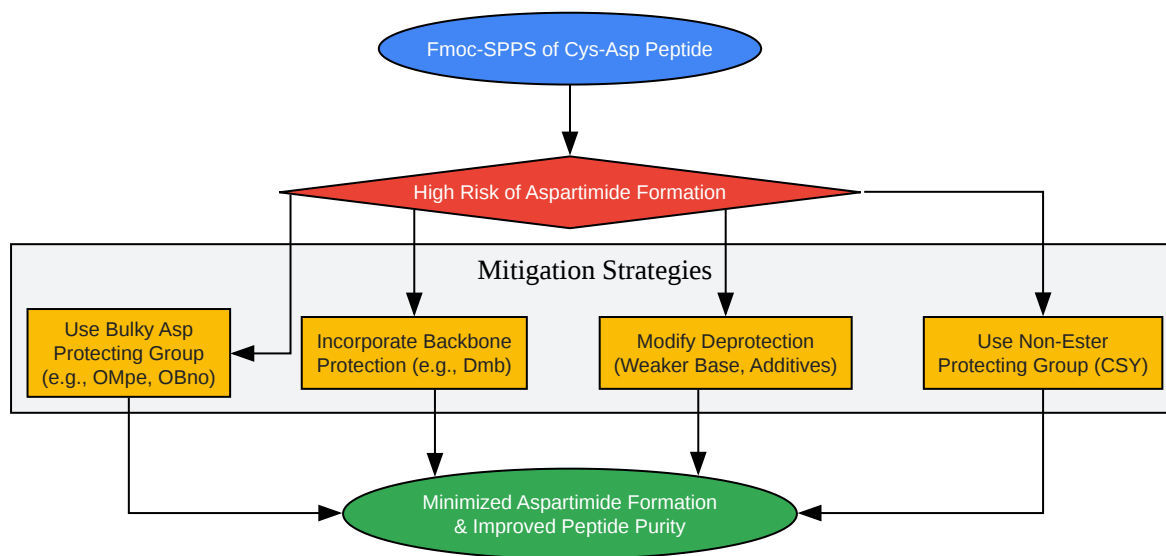 Fmoc-SPPS of Cys-Asp Peptide
High Risk of Aspartimide Formation
Mitigation Strategies
Use Bulky Asp
Protecting Group
(e.g., OMpe, OBno)
Incorporate Backbone
Protection (e.g., Dmb)
Modify Deprotection
(Weaker Base, Additives)
Use Non-Ester
Protecting Group (CSY)
Minimized Aspartimide Formation
& Improved Peptide Purity